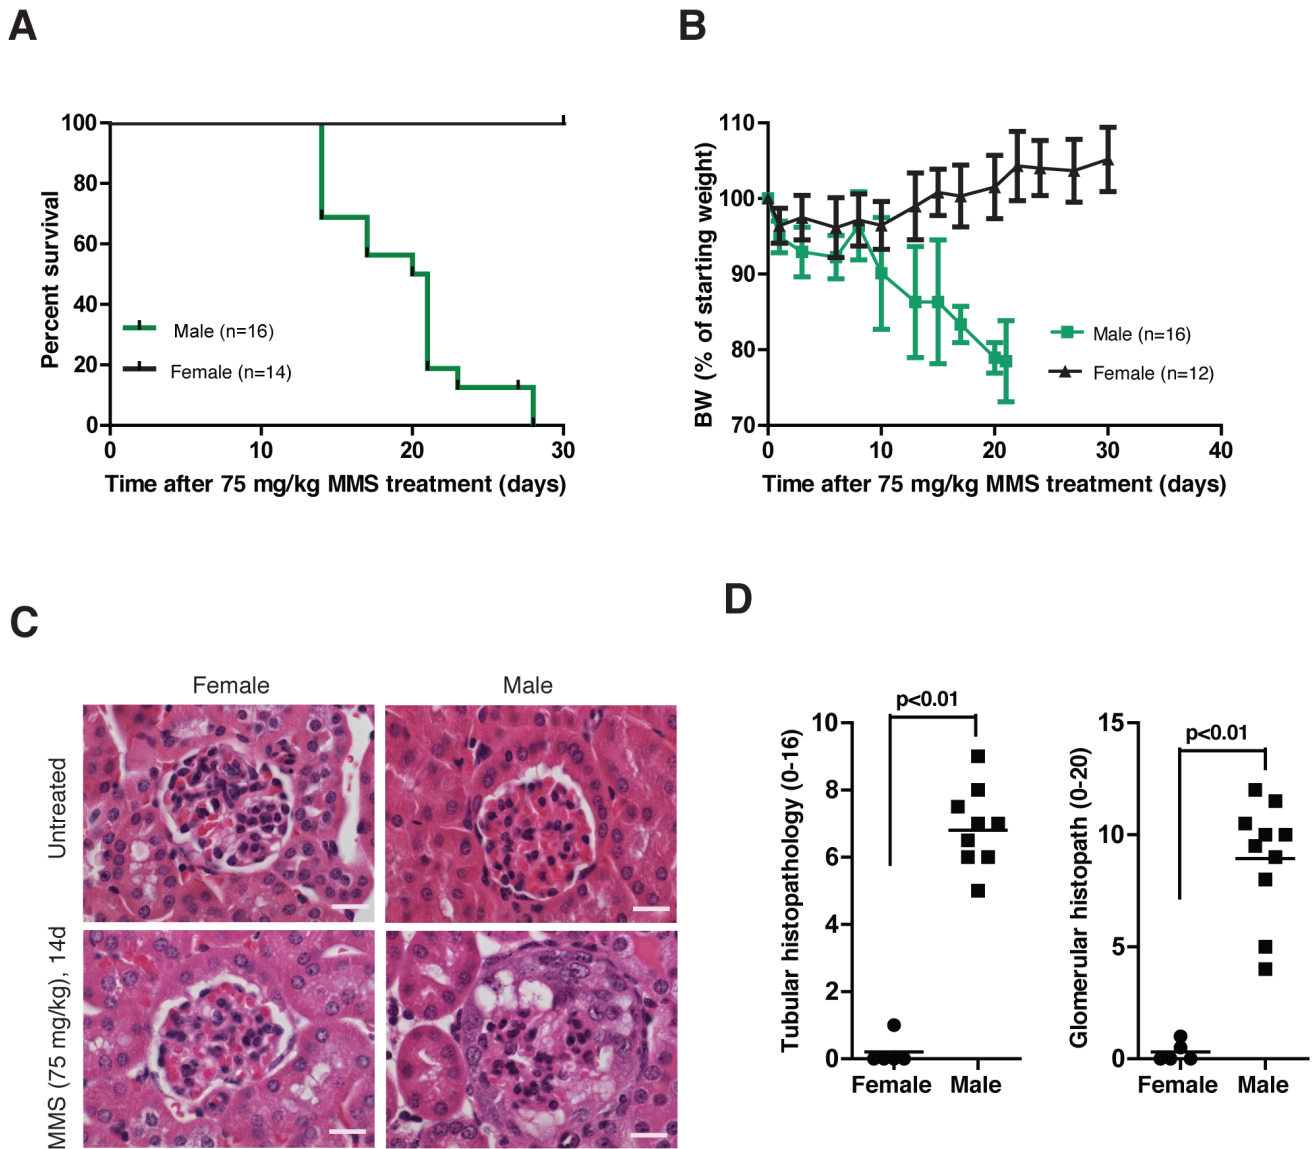 A
B
100
80
60
40
20
0
Percent survival
Male (n=16)
Female (n=14)
0 10 20 30
Time after 75 mg/kg MMS treatment (days)
110
100
90
80
70
BW (% of starting weight)
Male (n=16)
Female (n=12)
0 10 20 30 40
Time after 75 mg/kg MMS treatment (days)
C
D
Female Male
Untreated
MMS (75 mg/kg), 14d
p<0.01
10
8
6
4
2
0
Tubular histopathology (0-16)
Female Male
p<0.01
15
10
5
0
Glomerular histopath (0-20)
Female Male